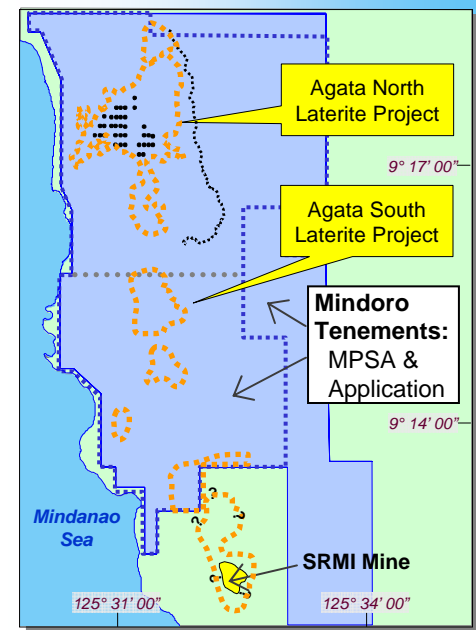 Agata North
Laterite Project
9° 17' 00"
Agata South
Laterite Project
Mindoro
Tenements:
MPSA &
Application
9° 14' 00"
?
?
?
Mindanao
Sea
SRMI Mine
?
?
125° 31' 00"
125° 34' 00"